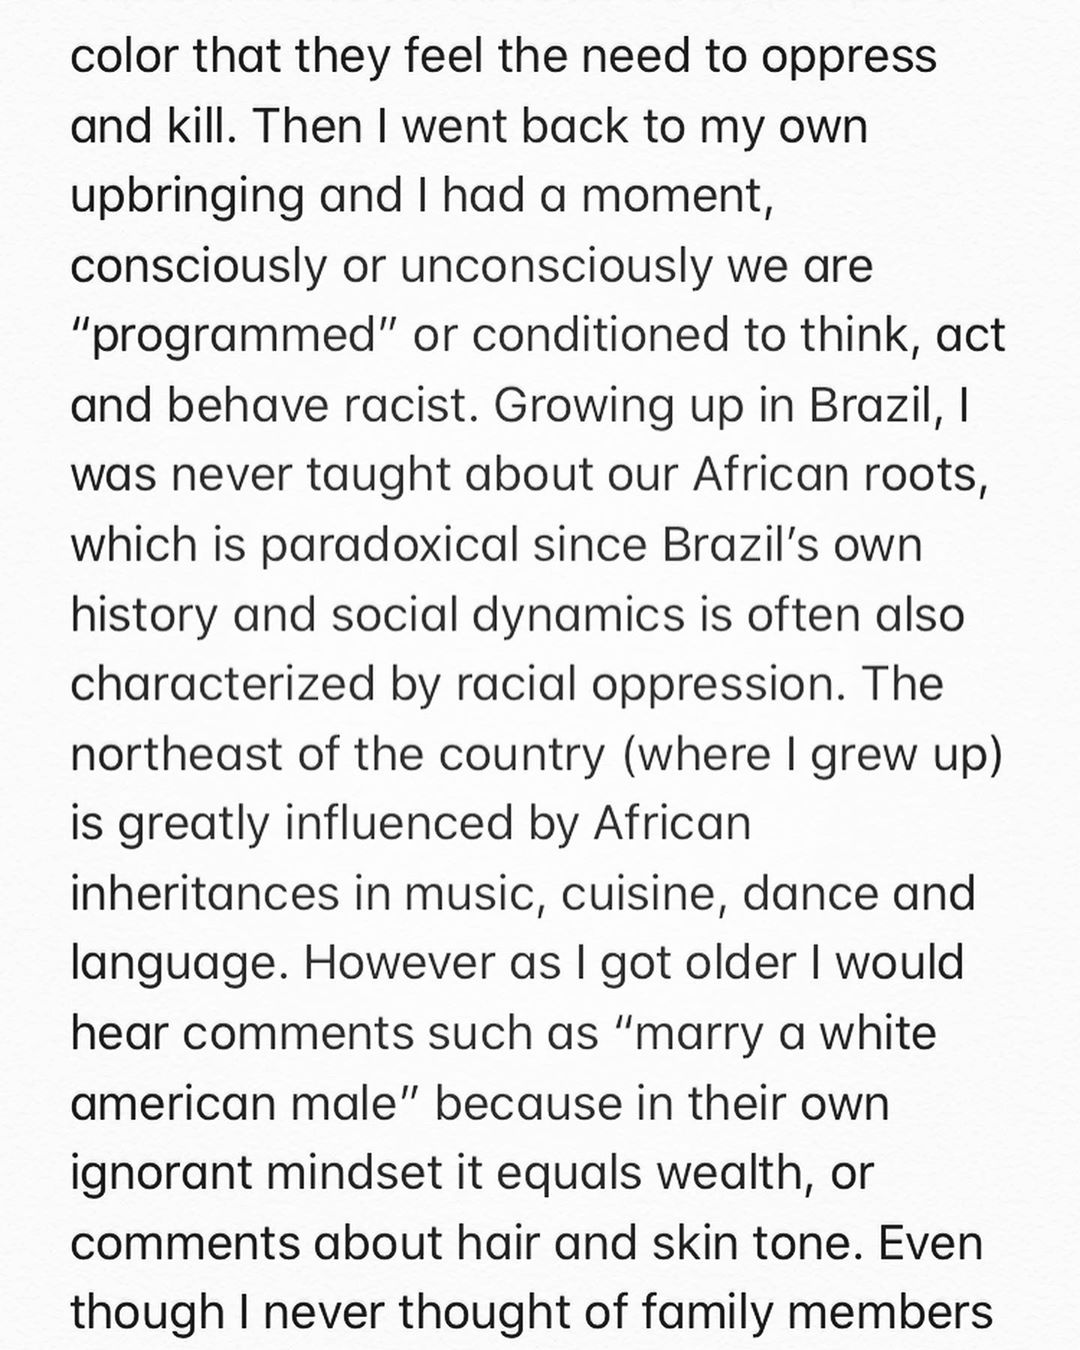 color that they feel the need to oppress
and kill. Then I went back to my own
upbringing and I had a moment,
consciously or unconsciously we are
“programmed” or conditioned to think, act
and behave racist. Growing up in Brazil, I
was never taught about our African roots,
which is paradoxical since Brazil’s own
history and social dynamics is often also
characterized by racial oppression. The
northeast of the country (where I grew up)
is greatly influenced by African
inheritances in music, cuisine, dance and
language. However as I got older I would
hear comments such as “marry a white
american male” because in their own
ignorant mindset it equals wealth, or
comments about hair and skin tone. Even
though I never thought of family members